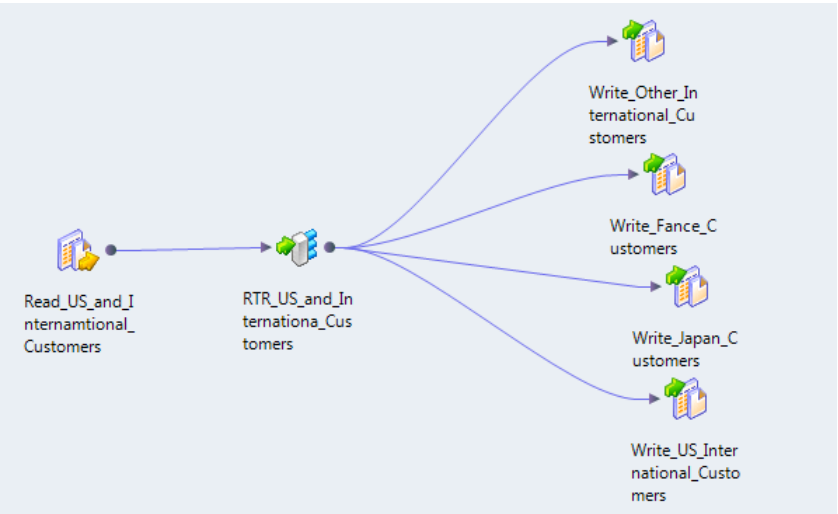 Write_Other_In
ternational_Cu
stomers
Write_Fance_C
ustomers
Read_US_and_I
nternamtional_
Customers
RTR_US_and_In
ternationa_Cus
tomers
Write_Japan_C
ustomers
Write_US_Inter
national_Custo
mers